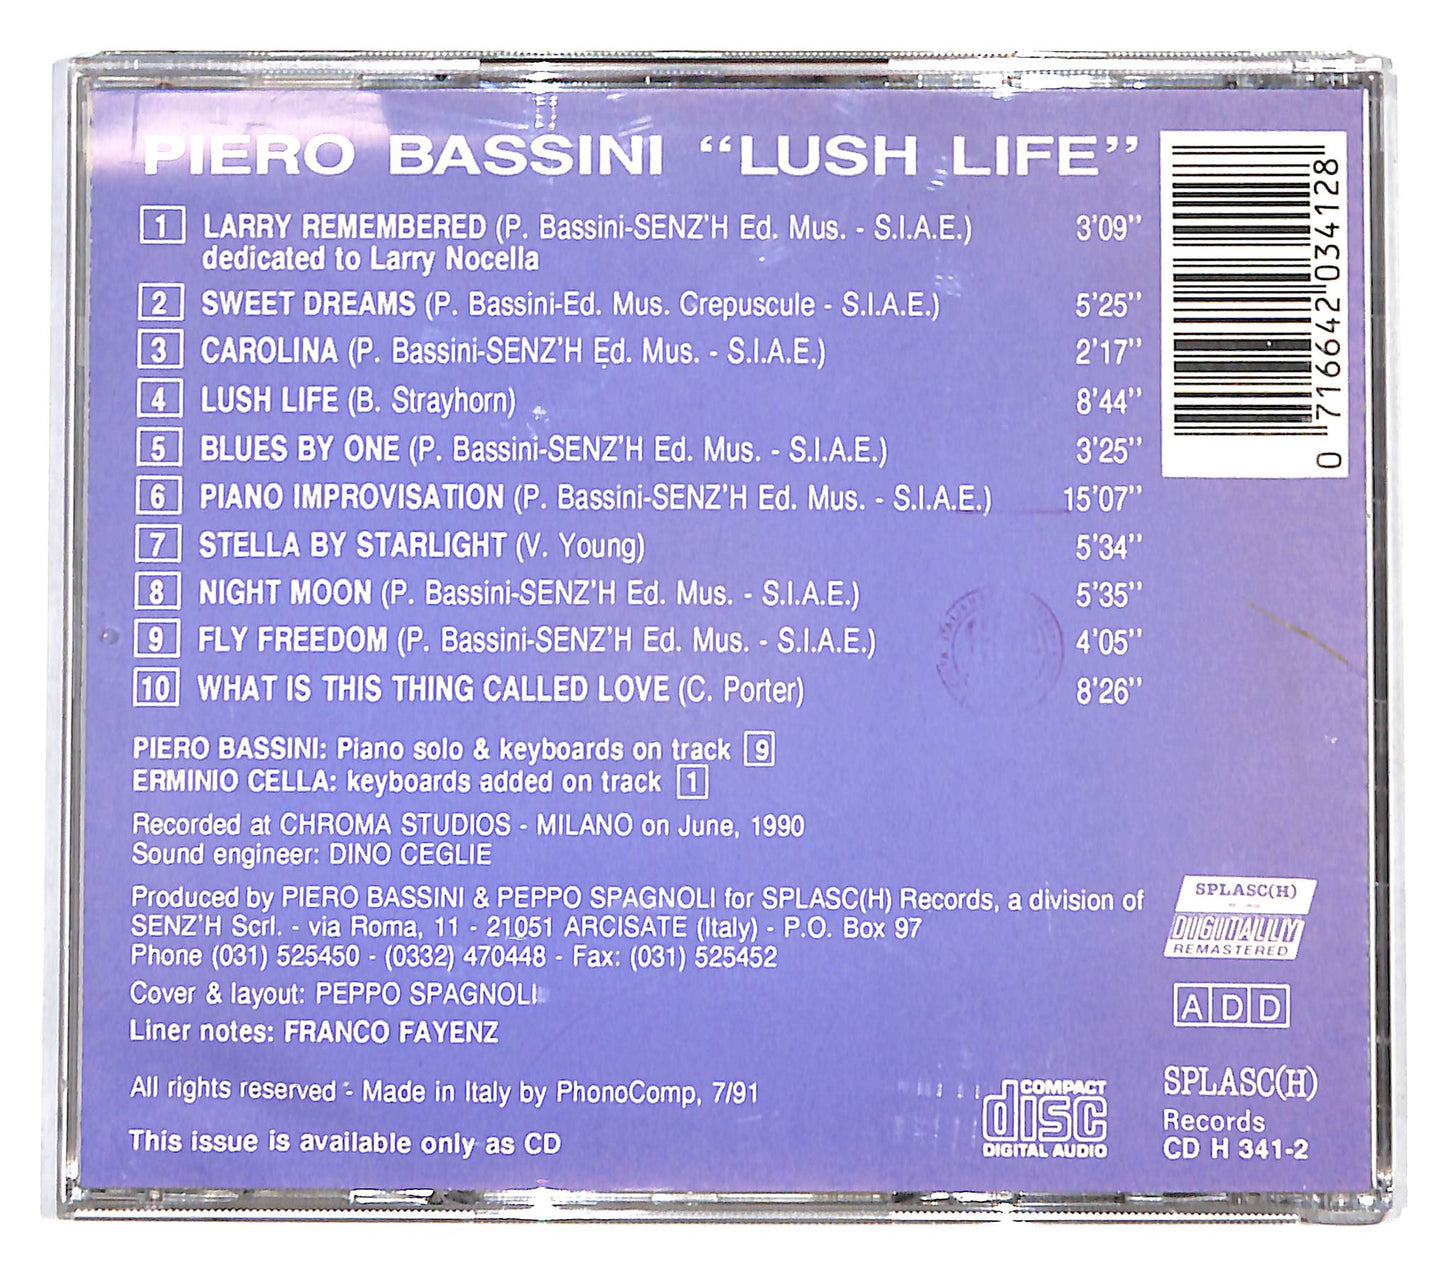 PIERO BASSINI "LUSH LIFE"
1 LARRY REMEMBERED (P. Bassini-SENZ'H Ed. Mus. - S.I.A.E.) 3'09"
dedicated to Larry Nocella
2 SWEET DREAMS (P. Bassini-Ed. Mus. Crepuscule - S.I.A.E.) 5'25"
3 CAROLINA (P. Bassini-SENZ'H Ed. Mus. - S.I.A.E.) 2'17"
4 LUSH LIFE (B. Strayhorn) 8'44"
5 BLUES BY ONE (P. Bassini-SENZ'H Ed. Mus. - S.I.A.E.) 3'25"
6 PIANO IMPROVISATION (P. Bassini-SENZ'H Ed. Mus. - S.I.A.E.) 15'07"
7 STELLA BY STARLIGHT (V. Young) 5'34"
8 NIGHT MOON (P. Bassini-SENZ'H Ed. Mus. - S.I.A.E.) 5'35"
9 FLY FREEDOM (P. Bassini-SENZ'H Ed. Mus. - S.I.A.E.) 4'05"
10 WHAT IS THIS THING CALLED LOVE (C. Porter) 8'26"
0 716642 034128
PIERO BASSINI: Piano solo & keyboards on track 9
ERMINIO CELLA: keyboards added on track 1
Recorded at CHROMA STUDIOS - MILANO on June, 1990
Sound engineer: DINO CEGLIE
Produced by PIERO BASSINI & PEPPO SPAGNOLI for SPLASC(H) Records, a division of
SENZ'H Scrl. - via Roma, 11 - 21051 ARCISATE (Italy) - P.O. Box 97
Phone (031) 525450 - (0332) 470448 - Fax: (031) 525452
Cover & layout: PEPPO SPAGNOLI
Liner notes: FRANCO FAYENZ
All rights reserved - Made in Italy by PhonoComp, 7/91
This issue is available only as CD
COMPACT
disc
DIGITAL AUDIO
SPLASC(H)
DIGITALLY
REMASTERED
ADD
SPLASC(H)
Records
CD H 341-2